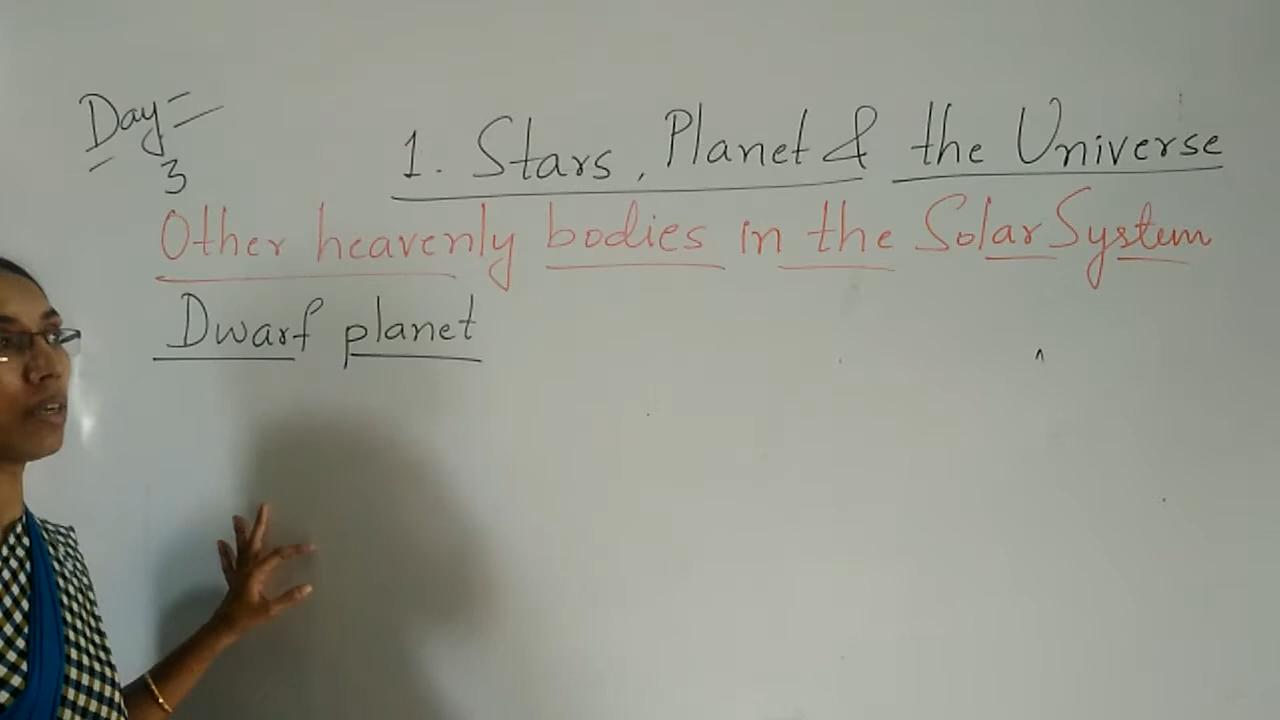 Day =
3
1. Stars, Planet & the Universe
Other heavenly bodies in the Solar System
Dwarf planet